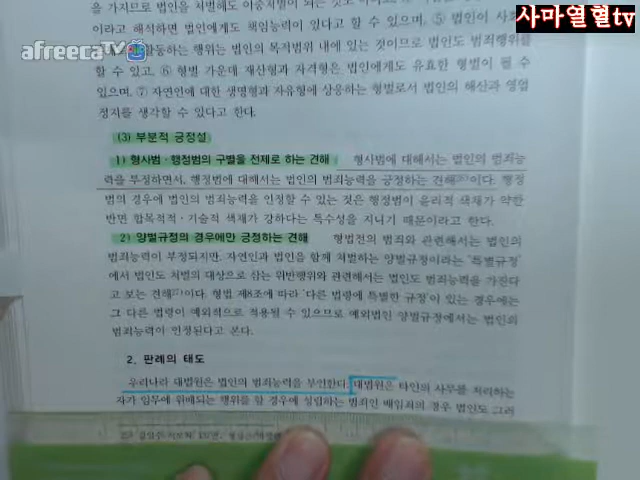 사마열혈tv
afreecaTV
을 가지므로 법인을 처벌해도 이중처벌이 되는 것도
이라고 해석하면 법인에게도 책임능력이 있다고 할 수 있으며, ⑤ 법인이 사회
활동하는 행위는 법인의 목적범위 내에 있는 것이므로 법인도 범죄행위를
할 수 있고, ⑥ 형벌 가운데 재산형과 자격형은 법인에게도 유효한 형벌이 될 수
있으며, ⑦ 자연인에 대한 생명형과 자유형에 상응하는 형벌로서 법인의 해산과 영업
정지를 생각할 수 있다고 한다.
(3) 부분적 긍정설
1) 형사범·행정범의 구별을 전제로 하는 견해 형사범에 대해서는 법인의 범죄능
력을 부정하면서, 행정범에 대해서는 법인의 범죄능력을 긍정하는 견해이다. 행정
범의 경우에 법인의 범죄능력을 인정할 수 있는 것은 행정범이 윤리적 색채가 약한
반면 합목적적·기술적 색채가 강하다는 특수성을 지니기 때문이라고 한다.
2) 양벌규정의 경우에만 긍정하는 견해 형법전의 범죄와 관련해서는 법인의
범죄능력이 부정되지만, 자연인과 법인을 함께 처벌하는 양벌규정이라는 '특별규정'
에서 법인도 처벌의 대상으로 삼는 위반행위와 관련해서는 법인도 범죄능력을 가진다
고 보는 견해이다. 형법 제8조에 따라 '다른 법령에 특별한 규정'이 있는 경우에는
그 다른 법령이 예외적으로 적용될 수 있으므로 예외법인 양벌규정에서는 법인의
범죄능력이 인정된다고 본다.
2. 판례의 태도
우리나라 대법원은 법인의 범죄능력을 부인한다. 대법원은 타인의 사무를 처리하는
자가 임무에 위배되는 행위를 할 경우에 성립하는 범죄인 배임죄의 경우 법인도 그러